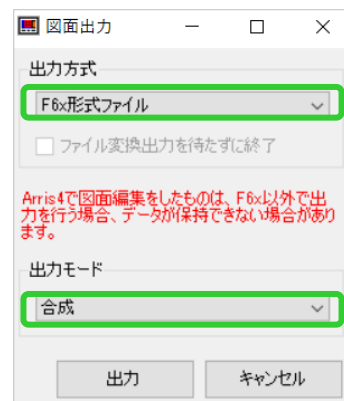 図面出力
出力方式
F6x形式ファイル
ファイル変換出力を待たずに終了
Arris4で図面編集をしたものは、F6x以外で出
力を行う場合、データが保持できない場合があり
ます。
出力モード
合成
出力
キャンセル